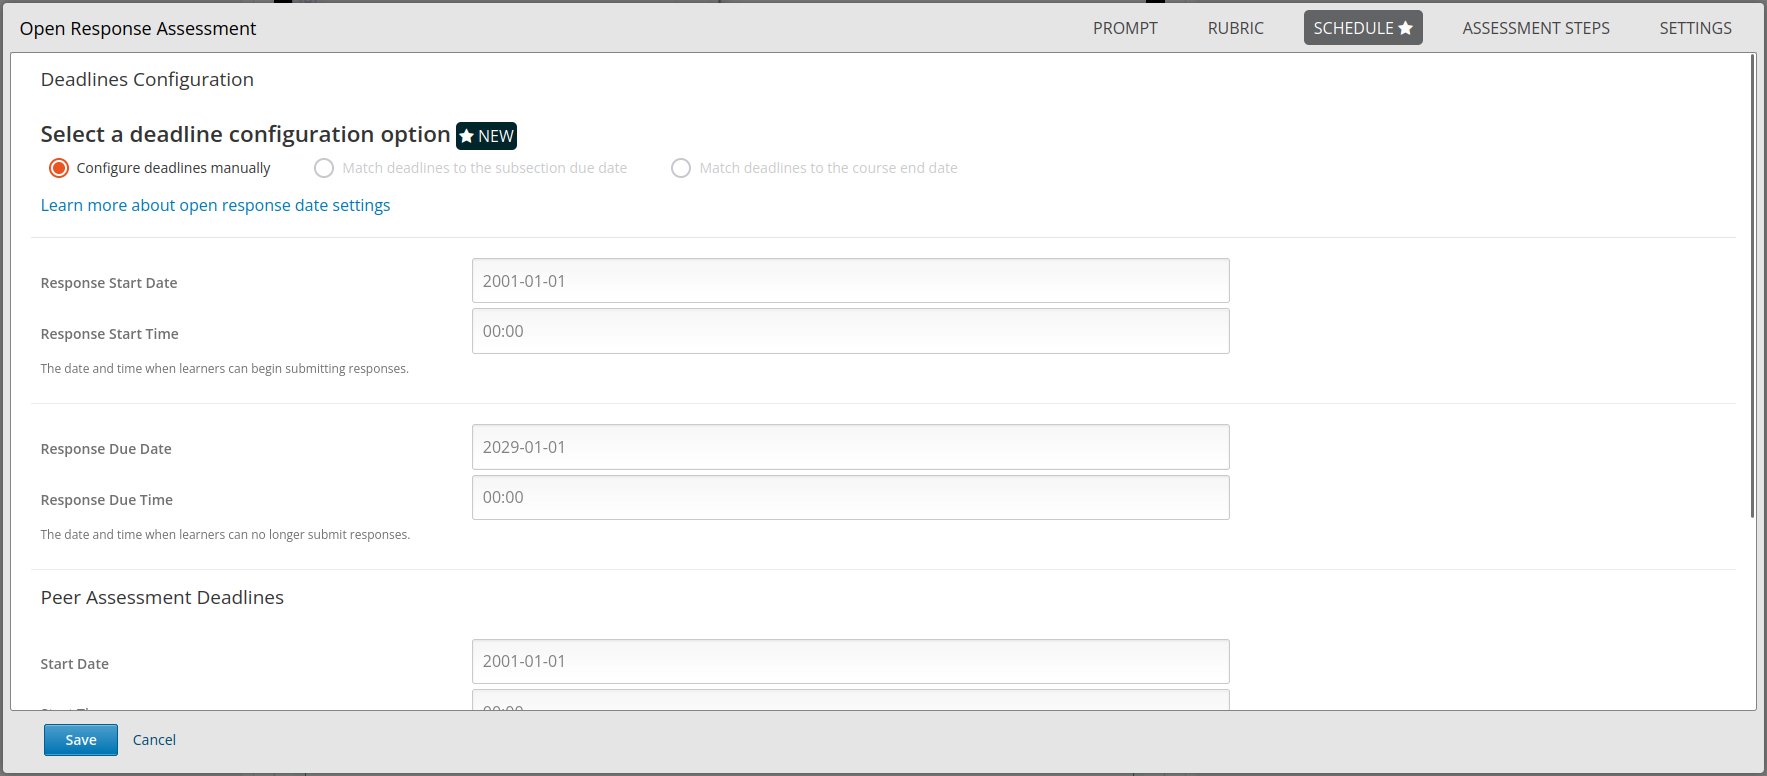 Open Response Assessment
PROMPT RUBRIC SCHEDULE ASSESSMENT STEPS SETTINGS
Deadlines Configuration
Select a deadline configuration option NEW
Configure deadlines manually Match deadlines to the subsection due date Match deadlines to the course end date
Learn more about open response date settings
Response Start Date 2001-01-01
Response Start Time 00:00
The date and time when learners can begin submitting responses.
Response Due Date 2029-01-01
Response Due Time 00:00
The date and time when learners can no longer submit responses.
Peer Assessment Deadlines
Start Date 2001-01-01
Save Cancel